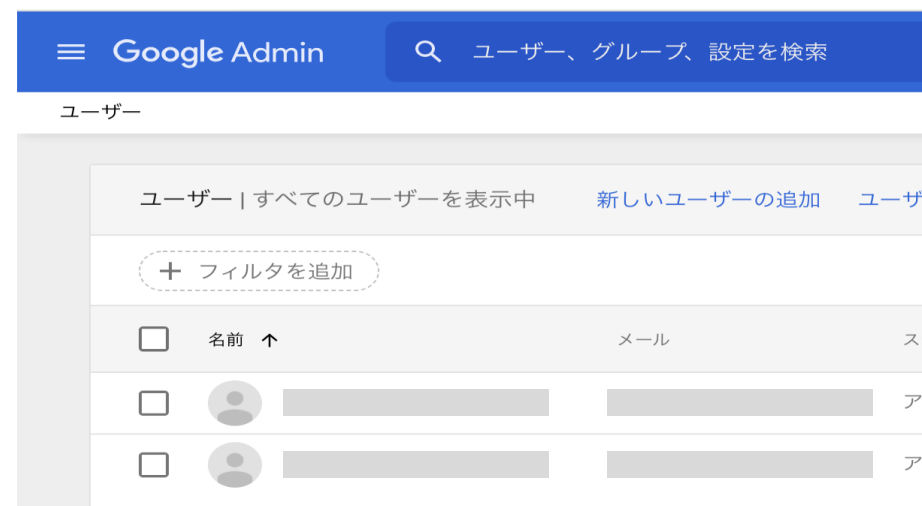 Google Admin ユーザー、グループ、設定を検索
ユーザー
ユーザー | すべてのユーザーを表示中 新しいユーザーの追加 ユーザ
フィルタを追加
名前 メール ス
ア
ア